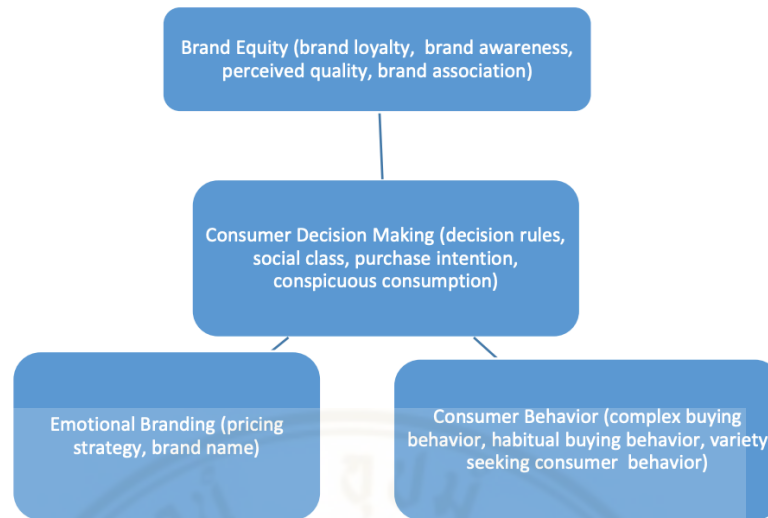 Brand Equity (brand loyalty, brand awareness,
perceived quality, brand association)
Consumer Decision Making (decision rules,
social class, purchase intention,
conspicuous consumption)
Emotional Branding (pricing
strategy, brand name)
Consumer Behavior (complex buying
behavior, habitual buying behavior, variety
seeking consumer behavior)